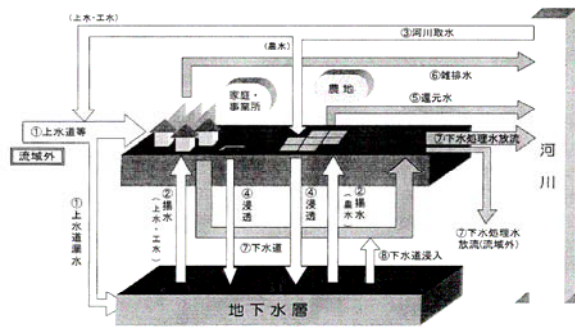 (上水・工水)
③河川取水
(農水)
⑥雑排水
家庭・
事業所
農地
⑤還元水
①上水道等
⑦下水処理水放流
流域外
河川
①上水道漏水
②揚水
(上水・工水)
④浸透
④浸透
②揚水
(農水)
⑦下水道
⑧下水道浸入
⑦下水処理水
放流(流域外)
地下水層